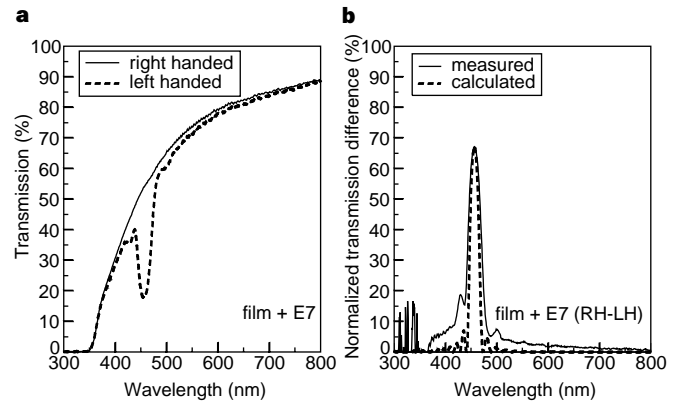 a
right handed
left handed
Transmission (%)
100
90
80
70
60
50
40
30
20
10
0
film + E7
300 400 500 600 700 800
Wavelength (nm)
b
measured
calculated
Normalized transmission difference (%)
100
90
80
70
60
50
40
30
20
10
0
film + E7 (RH-LH)
300 400 500 600 700 800
Wavelength (nm)